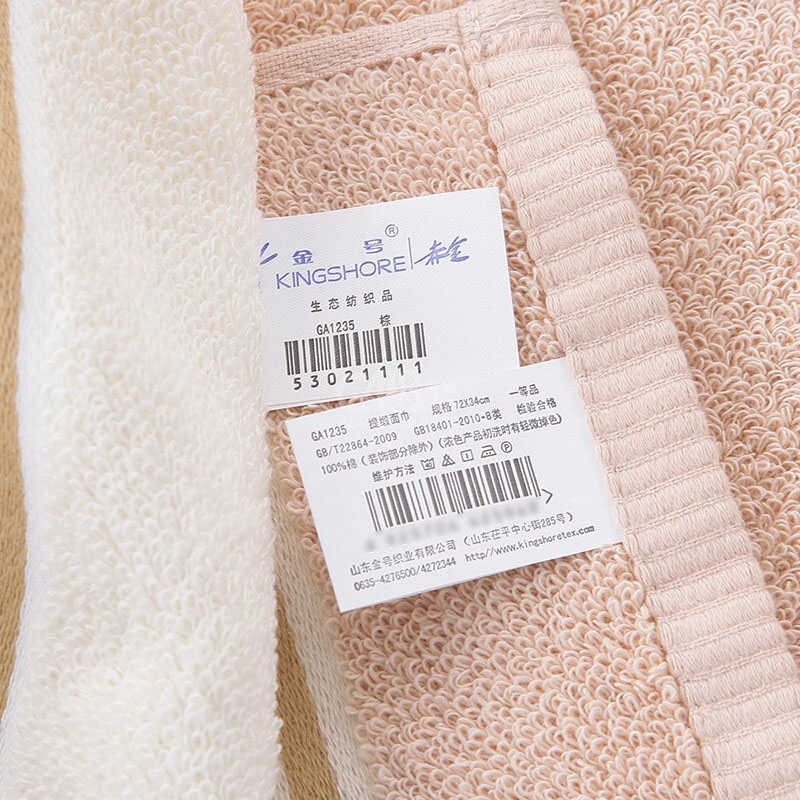 金号®
KINGSHORE 金号
生态纺织品
GA1235 棕
53021111
GA1235 提缎面巾 规格72X34cm 一等品
GB/T22864-2009 GB18401-2010·B类 检验合格
100%棉（装饰部分除外）（浓色产品初洗时有轻微掉色）
维护方法
山东金号织业有限公司（山东茌平中心街285号）
0635-4276500/4272344 http//www.kingshoretex.com